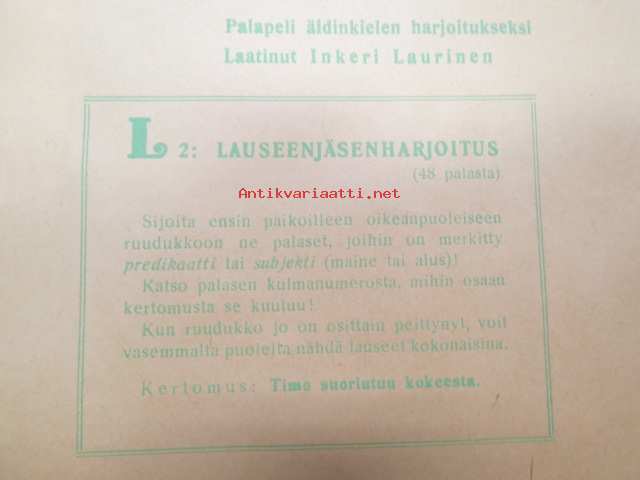 Palapeli äidinkielen harjoitukseksi
Laatinut Inkeri Laurinen
L 2: LAUSEENJÄSENHARJOITUS
(48 palasta)
Antikvariaatti.net
Sijoita ensin paikoilleen oikeanpuoleiseen
ruudukkoon ne palaset, joihin on merkitty
predikaatti tai subjekti (maine tai alus)!
Katso palasen kulmanumerosta, mihin osaan
kertomusta se kuuluu!
Kun ruudukko jo on osittain peittynyt, voit
vasemmalta puolelta nähdä lauseet kokonaisina.
Kertomus: Timo suoriutuu kokeesta.